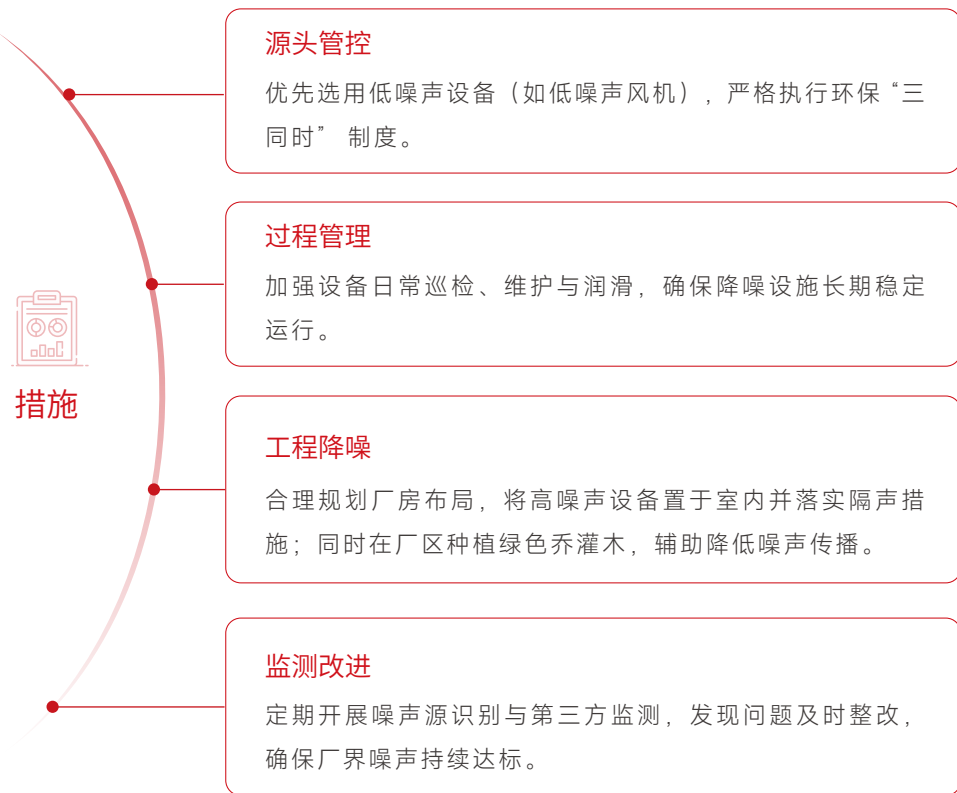 源头管控
优先选用低噪声设备（如低噪声风机），严格执行环保“三
同时” 制度。
过程管理
加强设备日常巡检、维护与润滑，确保降噪设施长期稳定
运行。
措施
工程降噪
合理规划厂房布局，将高噪声设备置于室内并落实隔声措
施；同时在厂区种植绿色乔灌木，辅助降低噪声传播。
监测改进
定期开展噪声源识别与第三方监测，发现问题及时整改，
确保厂界噪声持续达标。